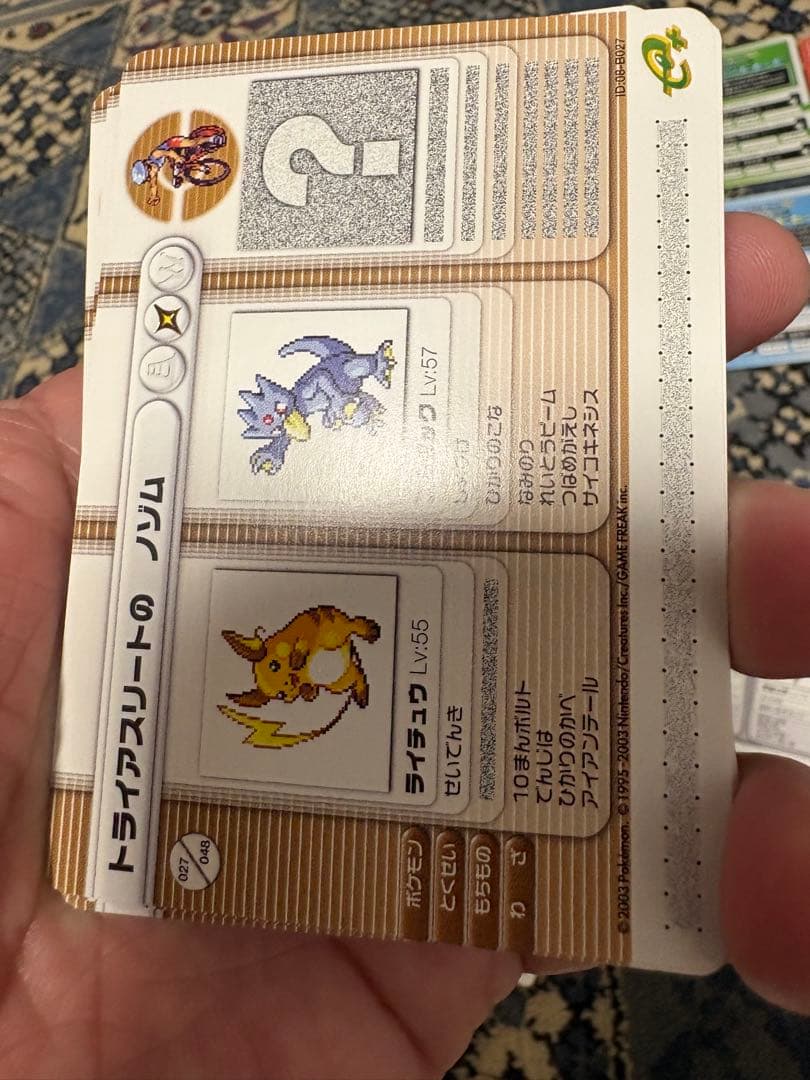 トライアスリートの ノゾム
E
N
027/048
ポケモン
とくせい
もちもの
わざ
ライチュウ Lv:55
せいでんき
10まんボルト
でんじは
ひかりのかべ
アイアンテール
ック Lv:57
ひかりのこな
なみのり
れいとうビーム
つばめがえし
サイコキネシス
?
© 2003 Pokémon. © 1995-2003 Nintendo/Creatures Inc./GAME FREAK inc.
ID:08-B027
e+